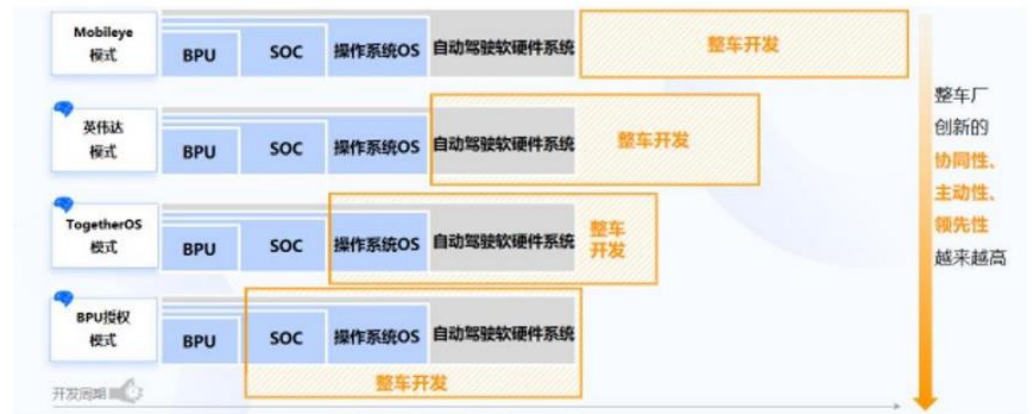 Mobileye
模式
BPU
SOC
操作系统OS
自动驾驶软硬件系统
整车开发
英伟达
模式
BPU
SOC
操作系统OS
自动驾驶软硬件系统
整车开发
TogetherOS
模式
BPU
SOC
操作系统OS
自动驾驶软硬件系统
整车
开发
BPU授权
模式
BPU
SOC
操作系统OS
自动驾驶软硬件系统
整车开发
开发周期
整车厂
创新的
协同性、
主动性、
领先性
越来越高